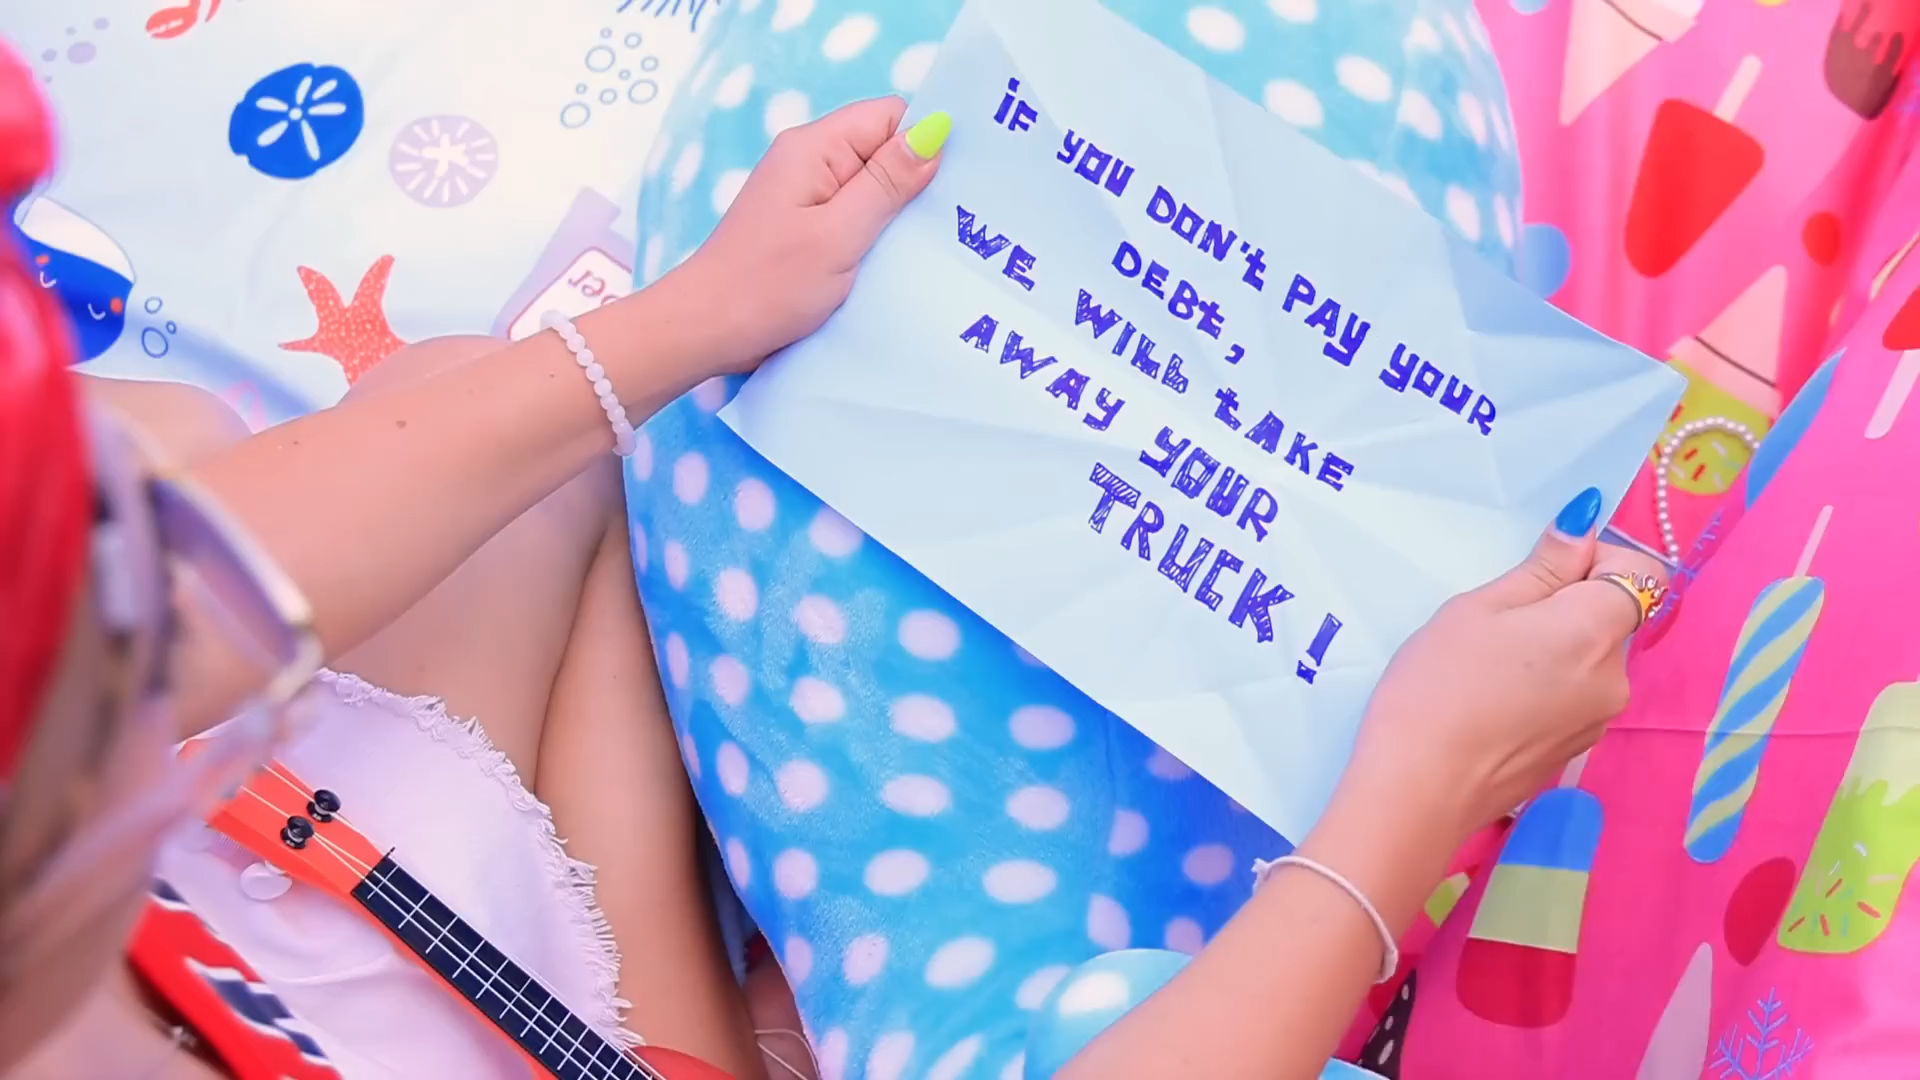 iF YOU DON't PAY YOUR
DEBt,
WE WiLL tAKE
AWAY YOUR
TRUCK!